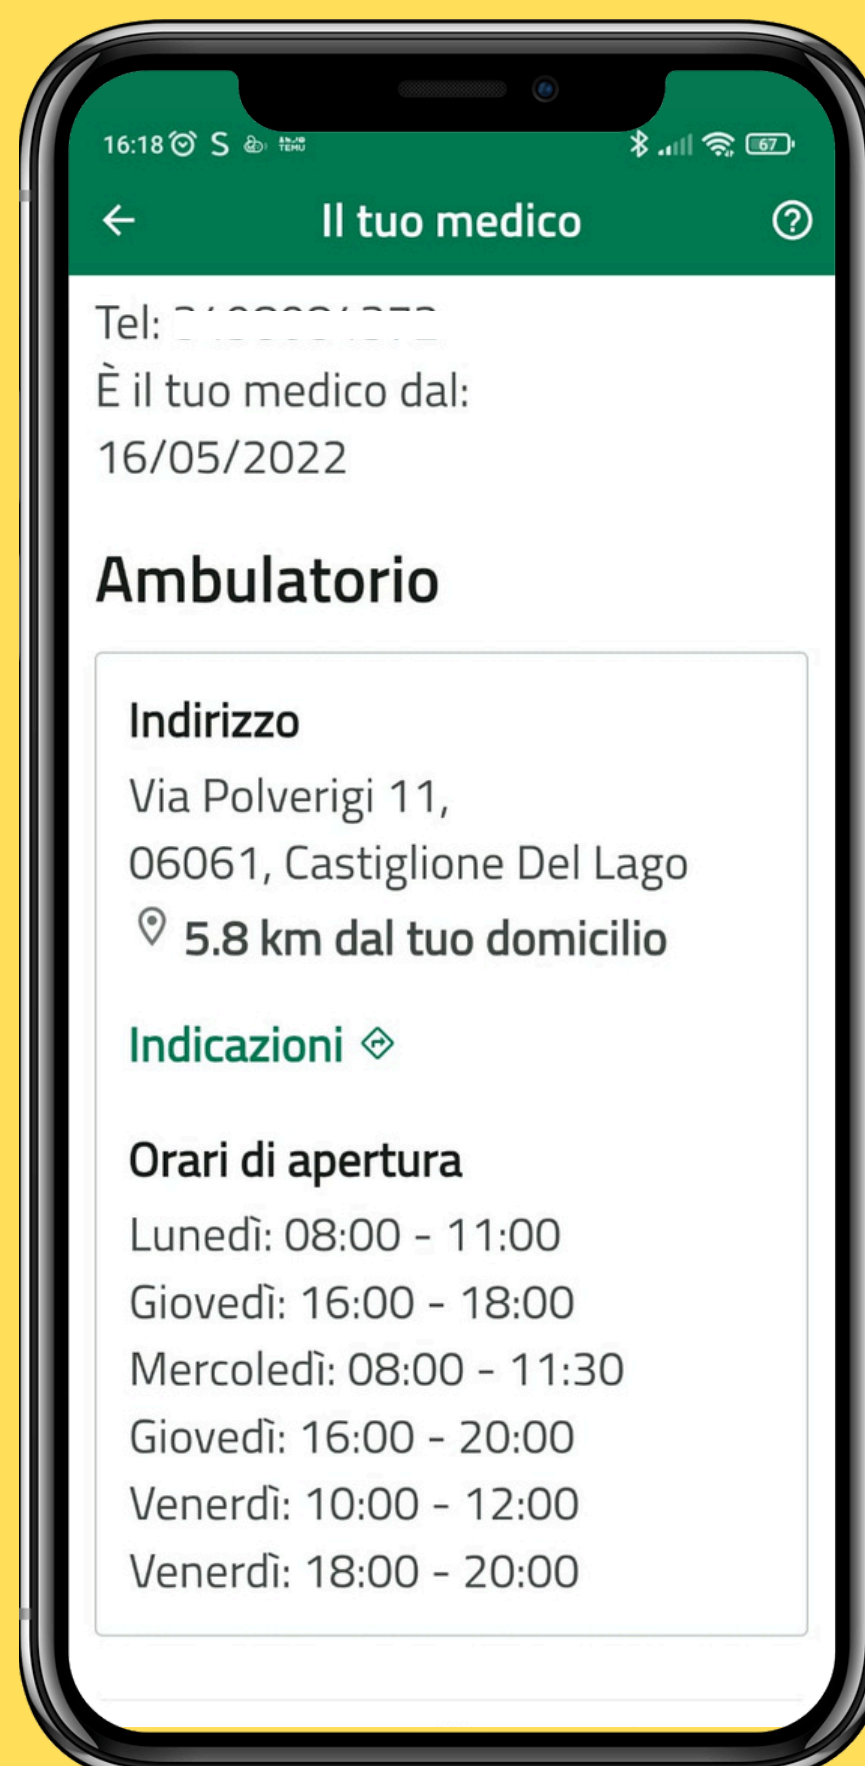 16:18 S TEMU 67
Il tuo medico
Tel:
È il tuo medico dal:
16/05/2022
Ambulatorio
Indirizzo
Via Polverigi 11,
06061, Castiglione Del Lago
5.8 km dal tuo domicilio
Indicazioni
Orari di apertura
Lunedì: 08:00 - 11:00
Giovedì: 16:00 - 18:00
Mercoledì: 08:00 - 11:30
Giovedì: 16:00 - 20:00
Venerdì: 10:00 - 12:00
Venerdì: 18:00 - 20:00